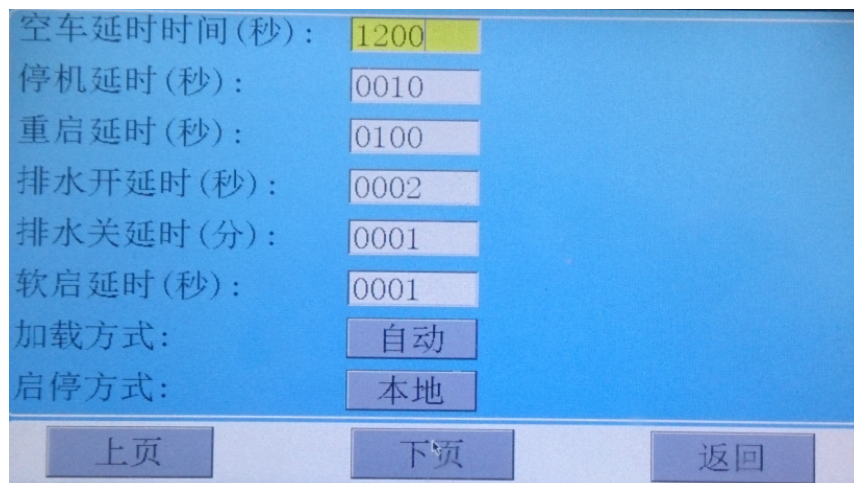 空车延时时间(秒): 1200
停机延时(秒): 0010
重启延时(秒): 0100
排水开延时(秒): 0002
排水关延时(分): 0001
软启延时(秒): 0001
加载方式: 自动
启停方式: 本地
上页 下页 返回